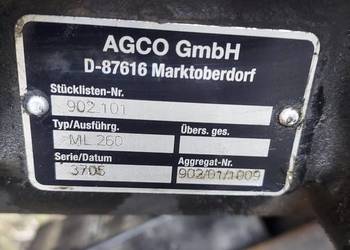 AGCO GmbH
D-87616 Marktoberdorf
Stücklisten-Nr.
902.101
Typ/Ausführg. Übers. ges.
ML 260
Serie/Datum Aggregat-Nr.
3705 902/01/1009